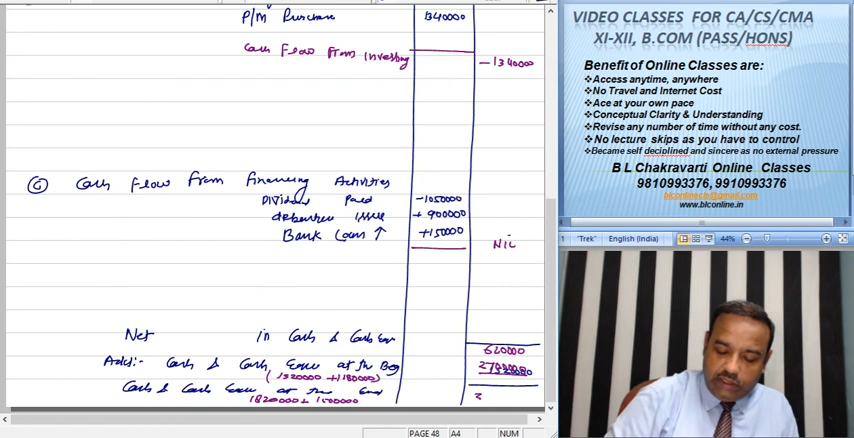 P/M Purchase 1340000
Cash Flow From Investing
-1340000
C Cash Flow From Financing Activities
Dividend Paid -1050000
debenture issue +900000
Bank Loan ↑ +150000
Nil
Net in Cash & Cash Eqv
620000
Add:- Cash & Cash Eqv at the Beg
(1520000 + 1180000)
Cash & Cash Eqv at the End
1820000 + 1500000
VIDEO CLASSES FOR CA/CS/CMA
XI-XII, B.COM (PASS/HONS)
Benefit of Online Classes are:
❖Access anytime, anywhere
❖No Travel and Internet Cost
❖Ace at your own pace
❖Conceptual Clarity & Understanding
❖Revise any number of time without any cost.
❖No lecture skips as you have to control
❖Became self deciplined and sincere as no external pressure
B L Chakravarti Online Classes
9810993376, 9910993376
www.blconline.in
1 "Trek" English (India) 44%
PAGE 48 A4 NUM